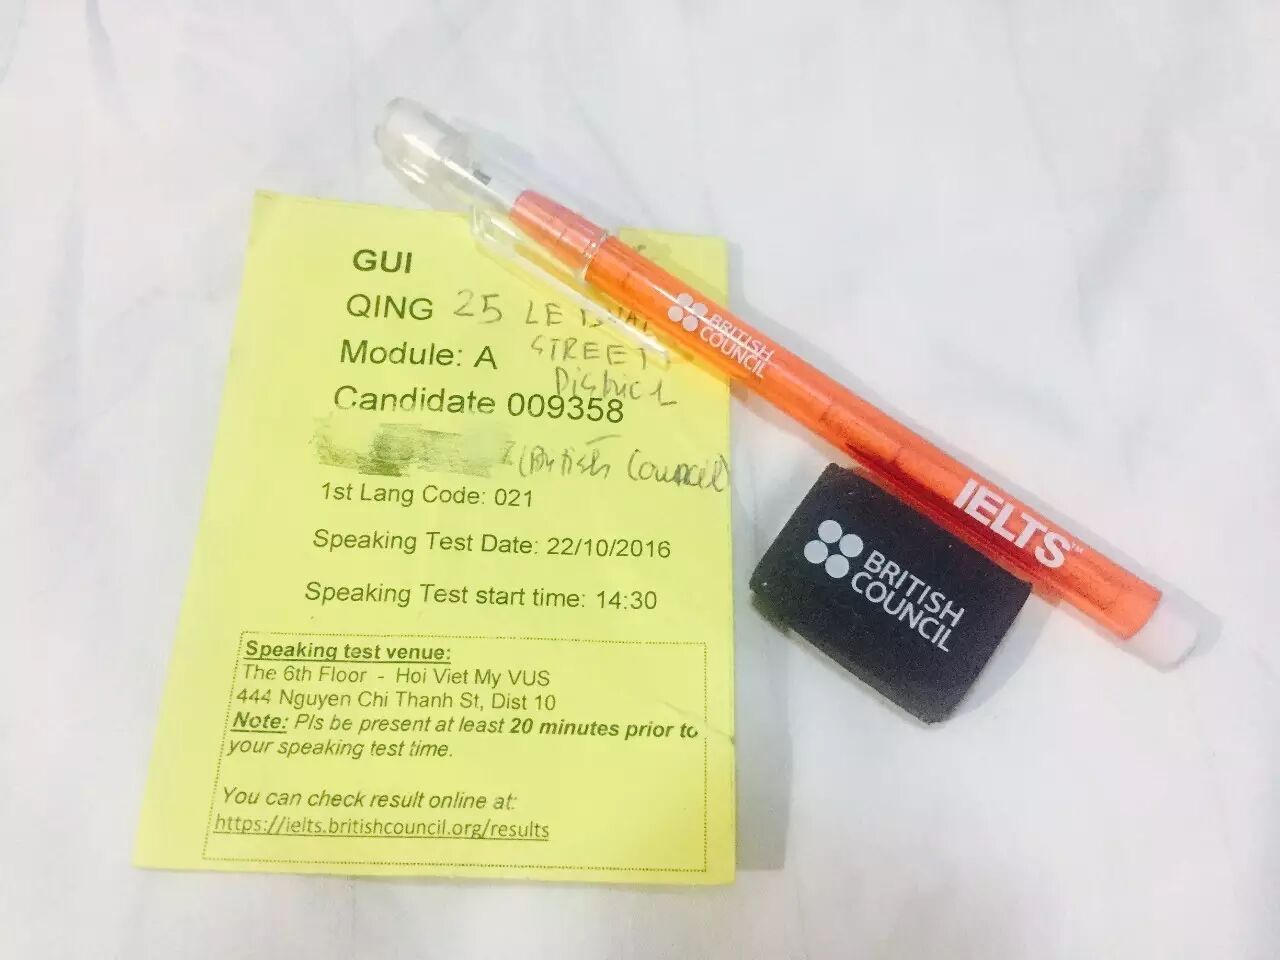 GUI
QING 25 LE DUAN
Module: A STREET
District 1
Candidate 009358
(British Council)
1st Lang Code: 021
Speaking Test Date: 22/10/2016
Speaking Test start time: 14:30
Speaking test venue:
The 6th Floor - Hoi Viet My VUS
444 Nguyen Chi Thanh St, Dist 10
Note: Pls be present at least 20 minutes prior to
your speaking test time.
You can check result online at:
https://ielts.britishcouncil.org/results
BRITISH
COUNCIL
IELTS™
BRITISH
COUNCIL